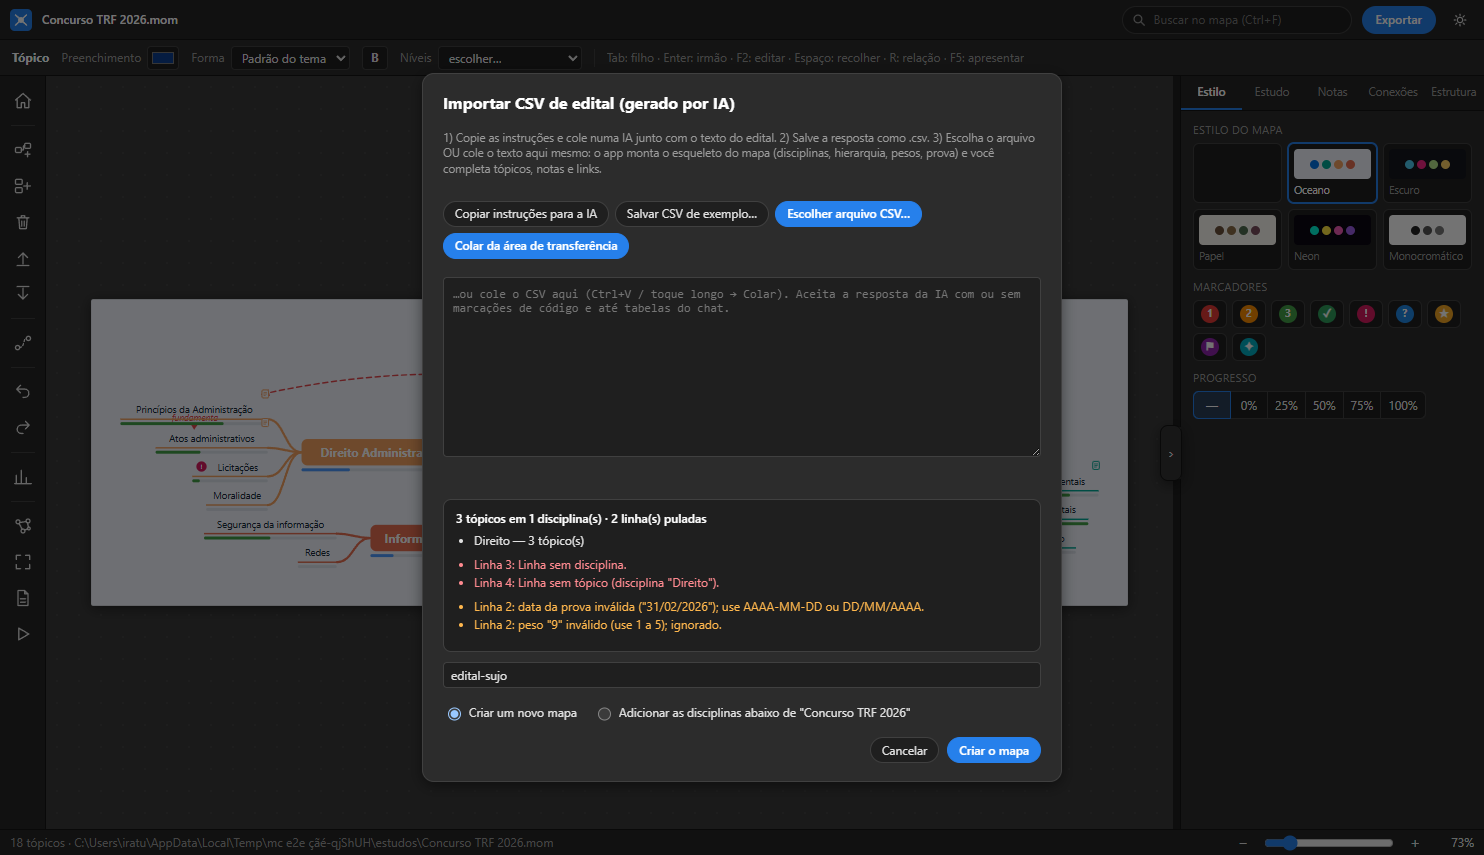 Concurso TRF 2026.mom
Buscar no mapa (Ctrl+F)
Exportar
Tópico
Preenchimento
Forma
Padrão do tema
B
Níveis
escolher...
Tab: filho · Enter: irmão · F2: editar · Espaço: recolher · R: relação · F5: apresentar
Importar CSV de edital (gerado por IA)
1) Copie as instruções e cole numa IA junto com o texto do edital. 2) Salve a resposta como .csv. 3) Escolha o arquivo
OU cole o texto aqui mesmo: o app monta o esqueleto do mapa (disciplinas, hierarquia, pesos, prova) e você
completa tópicos, notas e links.
Copiar instruções para a IA
Salvar CSV de exemplo...
Escolher arquivo CSV...
Colar da área de transferência
…ou cole o CSV aqui (Ctrl+V / toque longo → Colar). Aceita a resposta da IA com ou sem
marcações de código e até tabelas do chat.
3 tópicos em 1 disciplina(s) · 2 linha(s) puladas
• Direito — 3 tópico(s)
• Linha 3: Linha sem disciplina.
• Linha 4: Linha sem tópico (disciplina "Direito").
• Linha 2: data da prova inválida ("31/02/2026"); use AAAA-MM-DD ou DD/MM/AAAA.
• Linha 2: peso "9" inválido (use 1 a 5); ignorado.
edital-sujo
Criar um novo mapa
Adicionar as disciplinas abaixo de "Concurso TRF 2026"
Cancelar
Criar o mapa
Princípios da Administração
fundamenta
Atos administrativos
Licitações
Moralidade
Direito Administra
Segurança da informação
Redes
Inform
entais
tais
Estilo
Estudo
Notas
Conexões
Estrutura
ESTILO DO MAPA
Oceano
Escuro
Papel
Neon
Monocromático
MARCADORES
1
2
3
✓
!
?
★
PROGRESSO
—
0%
25%
50%
75%
100%
›
18 tópicos · C:\Users\iratu\AppData\Local\Temp\mc e2e çãé-qjShUH\estudos\Concurso TRF 2026.mom
−
+
73%